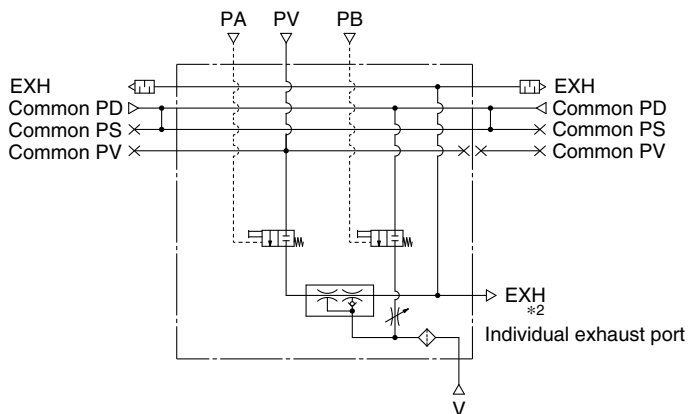 PA PV PB
EXH EXH
Common PD Common PD
Common PS Common PS
Common PV Common PV
EXH
*2
Individual exhaust port
V